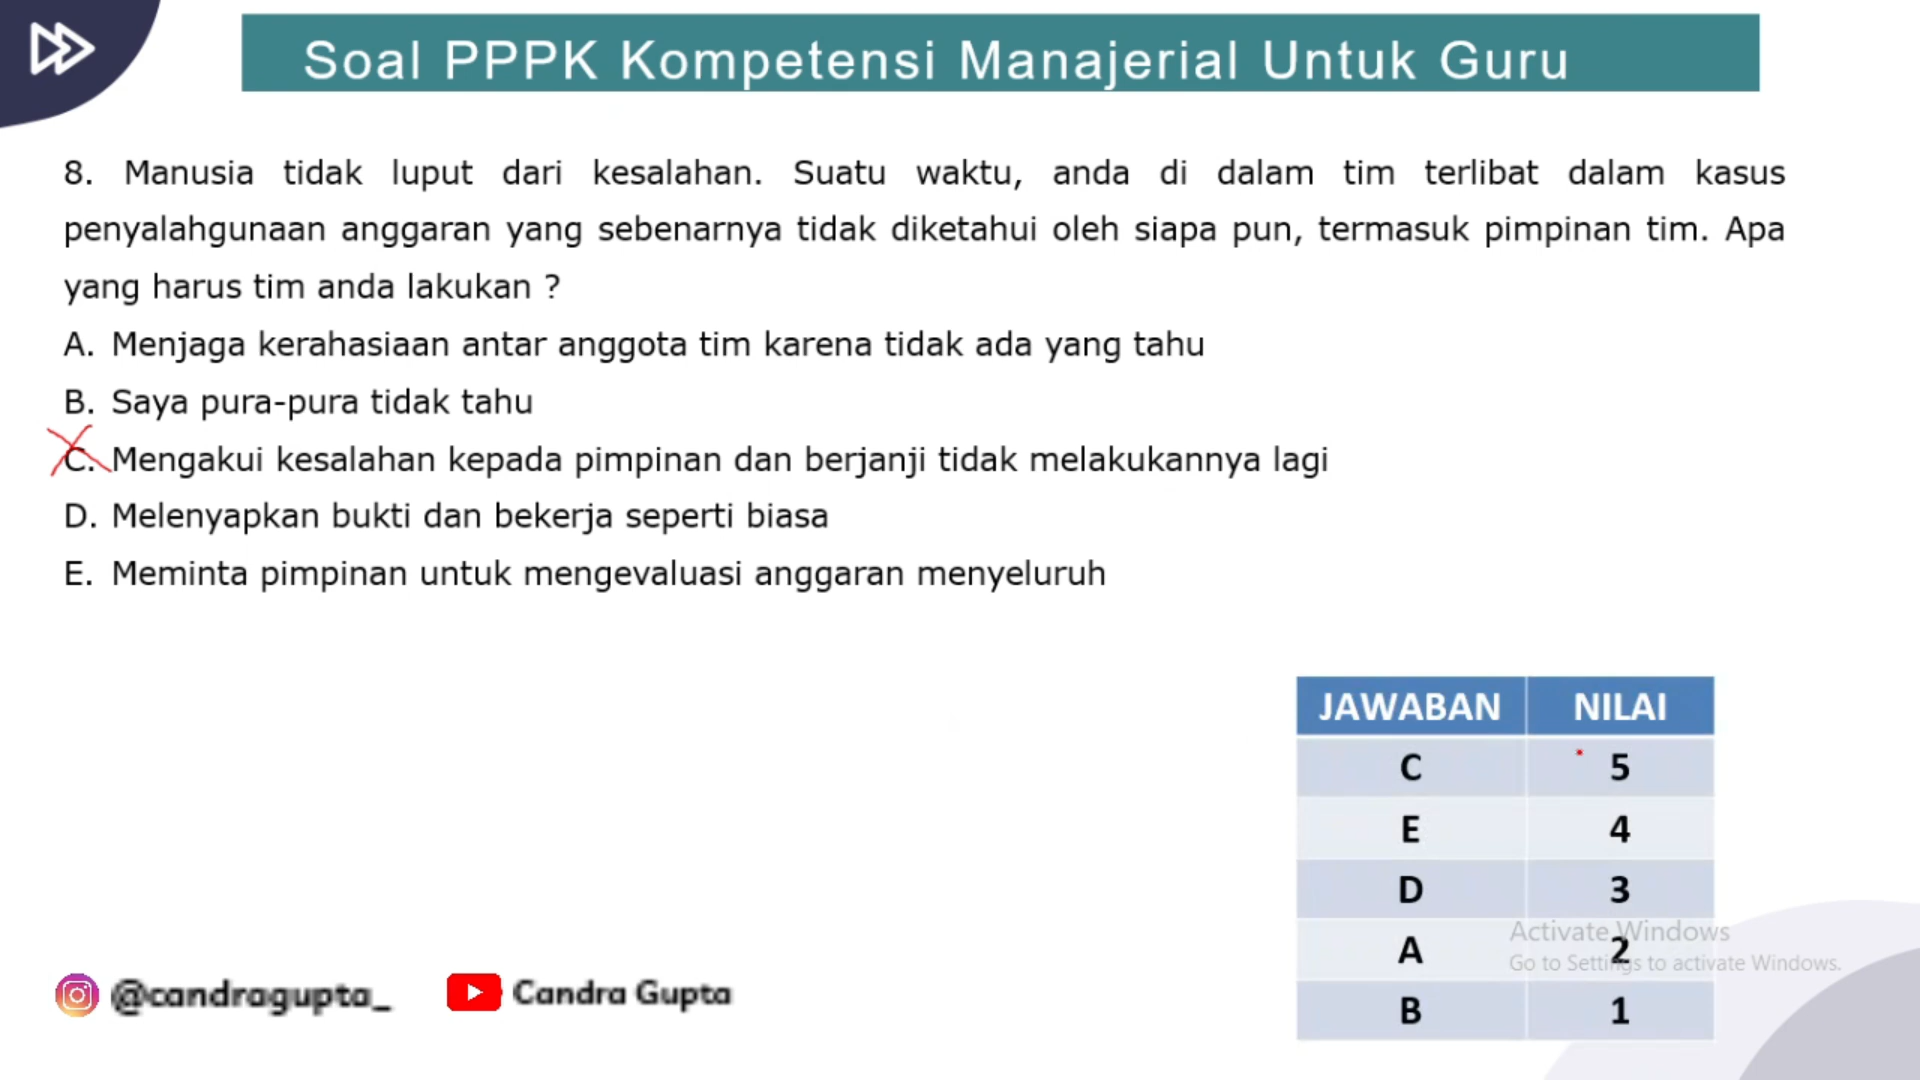 Soal PPPK Kompetensi Manajerial Untuk Guru
8. Manusia tidak luput dari kesalahan. Suatu waktu, anda di dalam tim terlibat dalam kasus
penyalahgunaan anggaran yang sebenarnya tidak diketahui oleh siapa pun, termasuk pimpinan tim. Apa
yang harus tim anda lakukan ?
A. Menjaga kerahasiaan antar anggota tim karena tidak ada yang tahu
B. Saya pura-pura tidak tahu
C. Mengakui kesalahan kepada pimpinan dan berjanji tidak melakukannya lagi
D. Melenyapkan bukti dan bekerja seperti biasa
E. Meminta pimpinan untuk mengevaluasi anggaran menyeluruh
JAWABAN NILAI
C 5
E 4
D 3
A 2
B 1
Activate Windows
Go to Settings to activate Windows.
@candragupta_ Candra Gupta